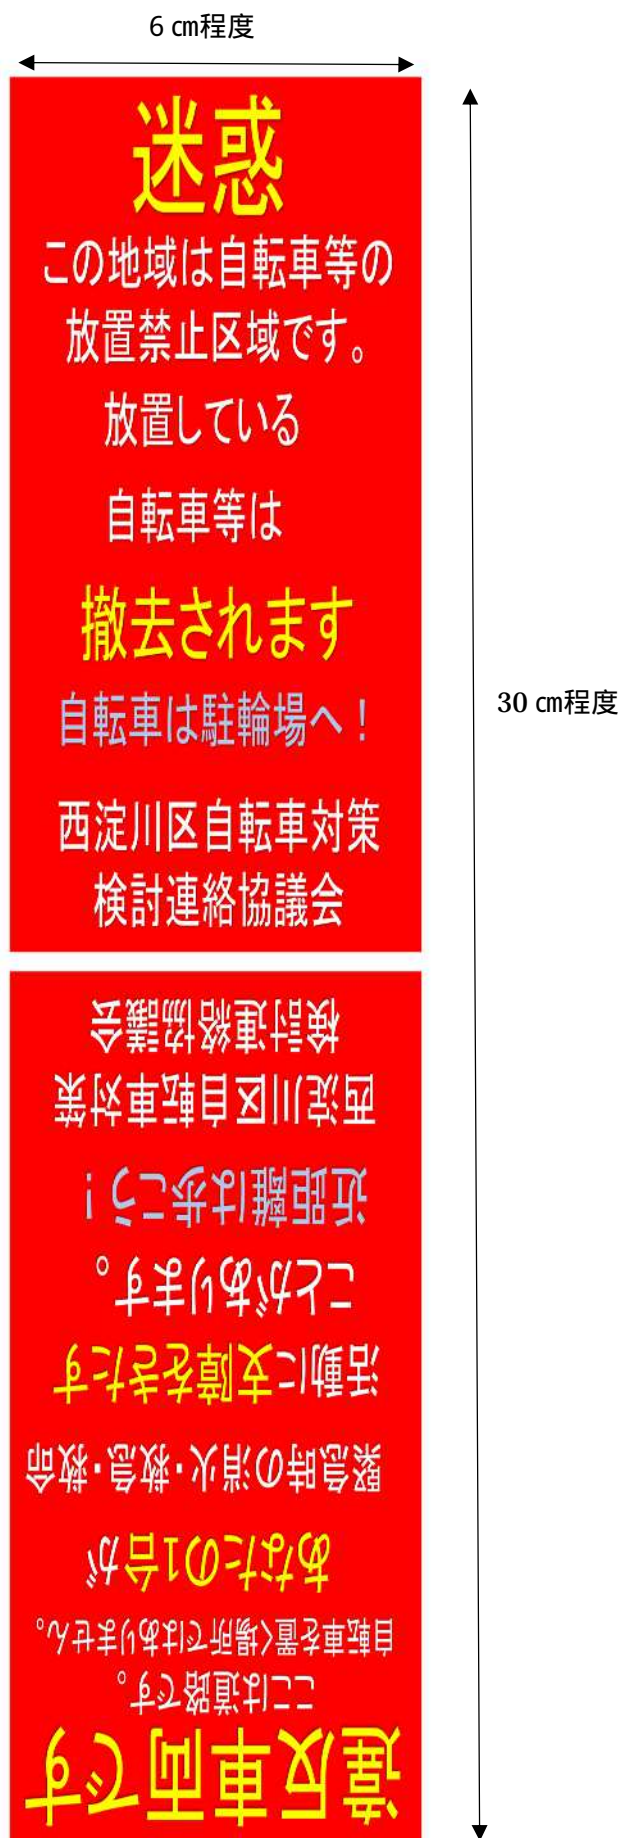 6 ㎝程度
迷惑
この地域は自転車等の
放置禁止区域です。
放置している
自転車等は
撤去されます
自転車は駐輪場へ！
西淀川区自転車対策
検討連絡協議会
30 ㎝程度
違反車両です
ここは道路です。
自転車を置く場所ではありません。
あなたの1台が
緊急時の消火・救急・救命
活動に支障をきたす
ことがあります。
近距離は歩こう！
西淀川区自転車対策
検討連絡協議会